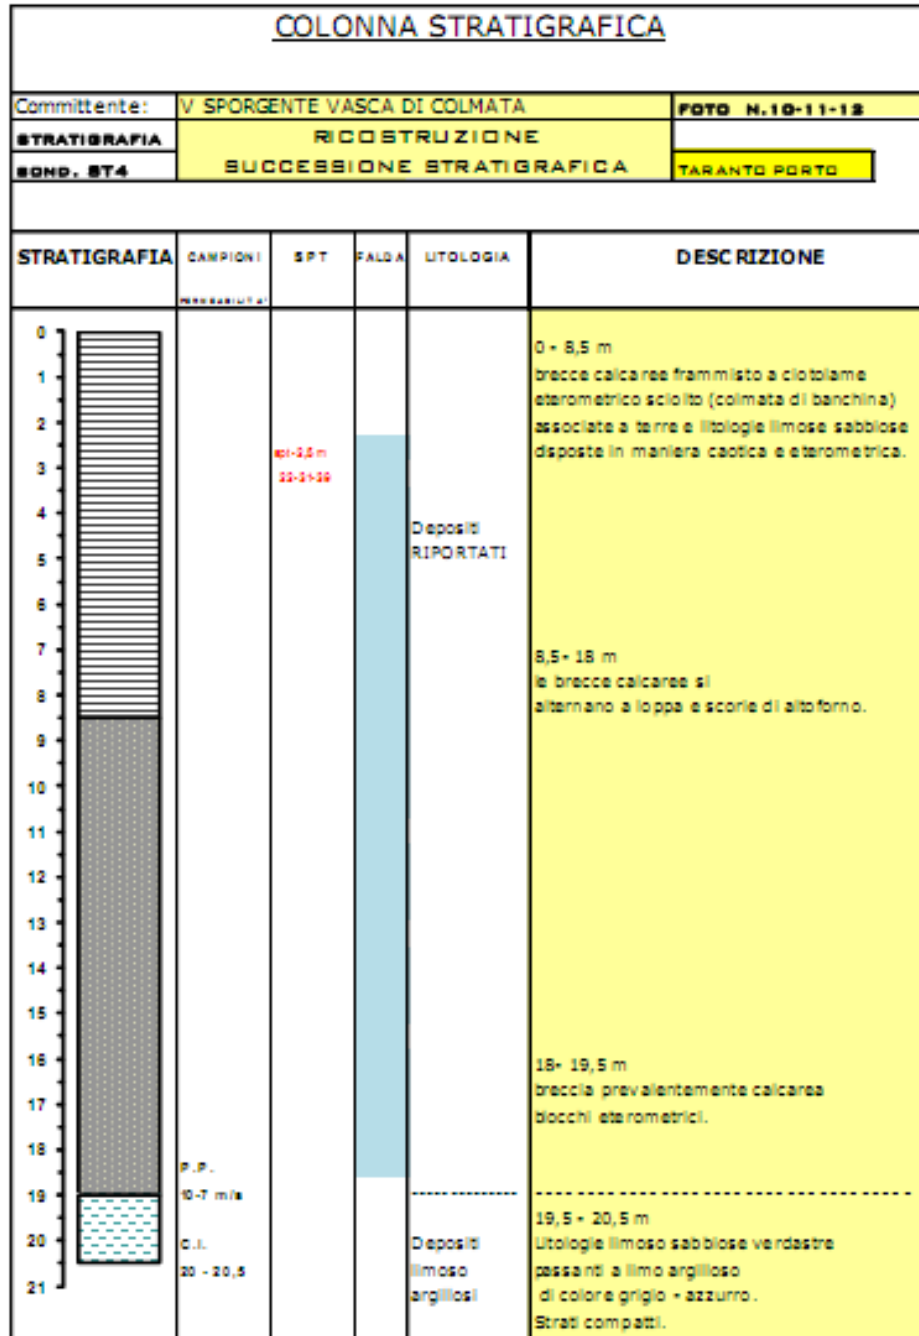 COLONNA STRATIGRAFICA
Committente: V SPORGENTE VASCA DI COLMATA FOTO N.10-11-12
STRATIGRAFIA RICOSTRUZIONE
SOND. ST4 SUCCESSIONE STRATIGRAFICA TARANTO PORTO
STRATIGRAFIA CAMPIONI SPT FALDA LITOLOGIA DESCRIZIONE
PERMEABILITA'
0
1
2
3
4
5
6
7
8
9
10
11
12
13
14
15
16
17
18
19
20
21
P.P.
10-7 m/s
C.I.
20 - 20,5
22-31-39
Depositi
RIPORTATI
Depositi
limoso
argillosi
0 - 8,5 m
brecce calcaree frammisto a ciotolame
eterometrico sciolto (colmata di banchina)
associate a terre e litologie limose sabbiose
disposte in maniera caotica e eterometrica.
8,5- 18 m
le brecce calcaree si
alternano a loppa e scorie di altoforno.
18- 19,5 m
breccia prevalentemente calcarea
blocchi eterometrici.
19,5 - 20,5 m
Litologie limoso sabbiose verdastre
passanti a limo argilloso
di colore grigio - azzurro.
Strati compatti.